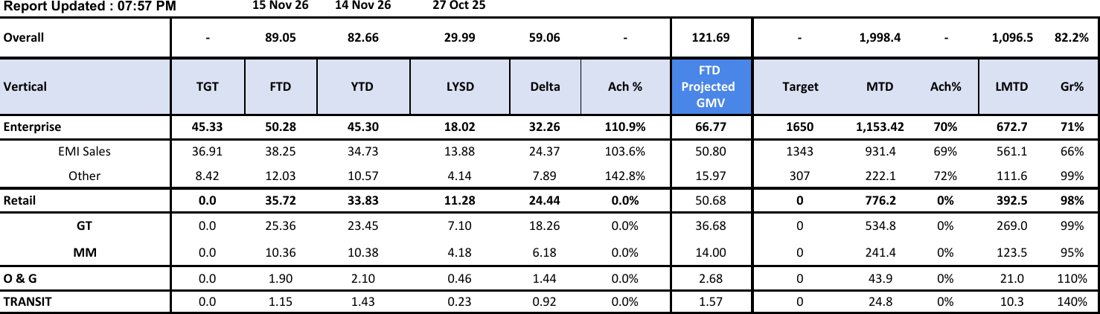 Report Updated : 07:57 PM 15 Nov 26 14 Nov 26 27 Oct 25
Overall - 89.05 82.66 29.99 59.06 - 121.69 - 1,998.4 - 1,096.5 82.2%
Vertical TGT FTD YTD LYSD Delta Ach % FTD Projected GMV Target MTD Ach% LMTD Gr%
Enterprise 45.33 50.28 45.30 18.02 32.26 110.9% 66.77 1650 1,153.42 70% 672.7 71%
EMI Sales 36.91 38.25 34.73 13.88 24.37 103.6% 50.80 1343 931.4 69% 561.1 66%
Other 8.42 12.03 10.57 4.14 7.89 142.8% 15.97 307 222.1 72% 111.6 99%
Retail 0.0 35.72 33.83 11.28 24.44 0.0% 50.68 0 776.2 0% 392.5 98%
GT 0.0 25.36 23.45 7.10 18.26 0.0% 36.68 0 534.8 0% 269.0 99%
MM 0.0 10.36 10.38 4.18 6.18 0.0% 14.00 0 241.4 0% 123.5 95%
O & G 0.0 1.90 2.10 0.46 1.44 0.0% 2.68 0 43.9 0% 21.0 110%
TRANSIT 0.0 1.15 1.43 0.23 0.92 0.0% 1.57 0 24.8 0% 10.3 140%